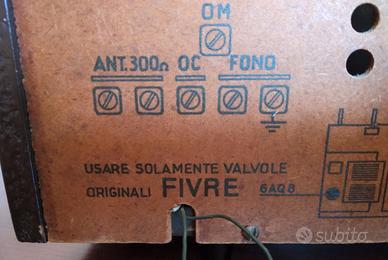 OM
ANT.300Ω OC FONO
USARE SOLAMENTE VALVOLE
ORIGINALI FIVRE 6AQ8
subito